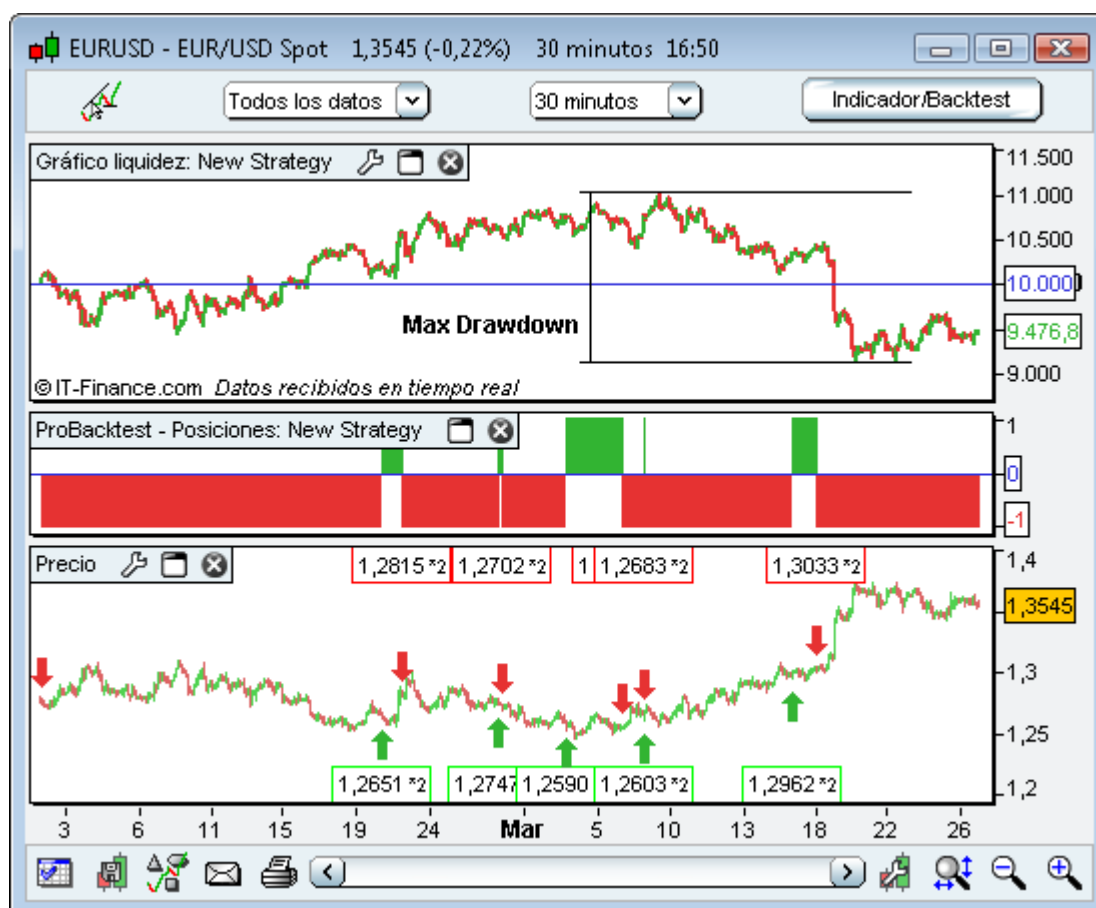 EURUSD - EUR/USD Spot 1,3545 (-0,22%) 30 minutos 16:50
Todos los datos 30 minutos Indicador/Backtest
Gráfico liquidez: New Strategy
11.500
11.000
10.500
10.000
Max Drawdown
9.476,8
9.000
© IT-Finance.com Datos recibidos en tiempo real
ProBacktest - Posiciones: New Strategy
1
0
-1
Precio
1,2815 *2 1,2702 *2 1 1,2683 *2 1,3033 *2
1,4
1,3545
1,3
1,25
1,2
1,2651 *2 1,2747 1,2590 1,2603 *2 1,2962 *2
3 6 11 15 19 24 Mar 5 10 13 18 22 26